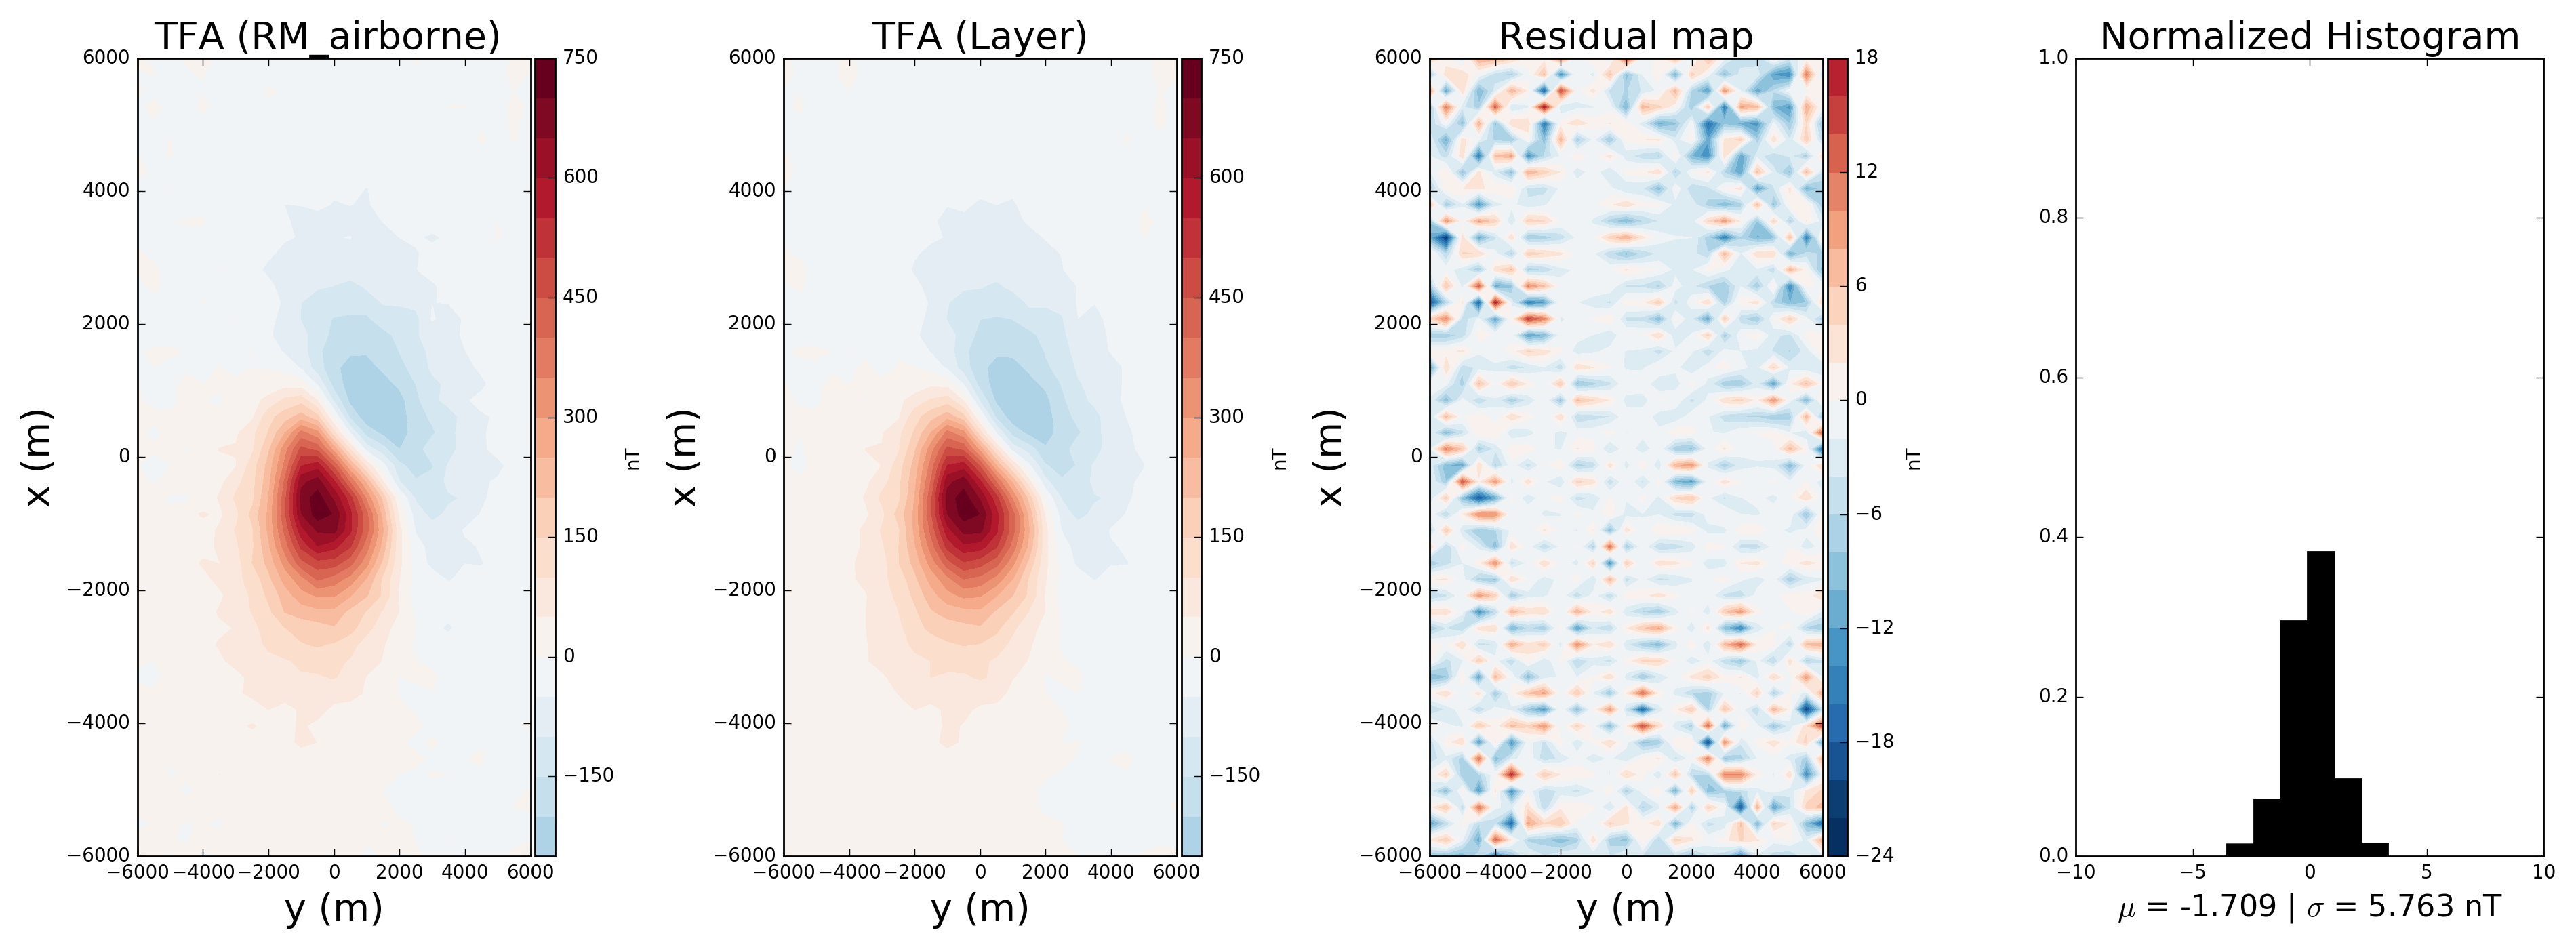 TFA (RM_airborne)
6000
4000
2000
0
−2000
−4000
−6000
−6000 −4000 −2000 0 2000 4000 6000
x (m)
y (m)
750
600
450
300
150
0
−150
nT
TFA (Layer)
6000
4000
2000
0
−2000
−4000
−6000
−6000 −4000 −2000 0 2000 4000 6000
x (m)
y (m)
750
600
450
300
150
0
−150
nT
Residual map
6000
4000
2000
0
−2000
−4000
−6000
−6000 −4000 −2000 0 2000 4000 6000
x (m)
y (m)
18
12
6
0
−6
−12
−18
−24
nT
Normalized Histogram
1.0
0.8
0.6
0.4
0.2
0.0
−10 −5 0 5 10
μ = -1.709 | σ = 5.763 nT